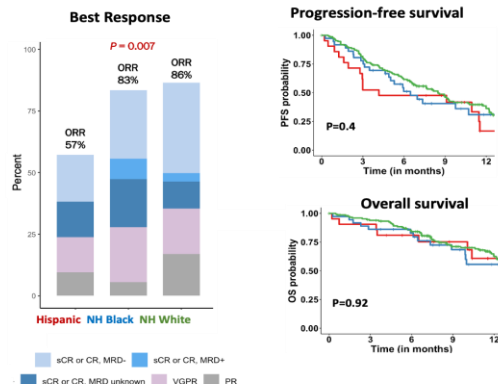 Best Response
P = 0.007
ORR
57%
ORR
83%
ORR
86%
Percent
100
75
50
25
0
Hispanic NH Black NH White
sCR or CR, MRD-
sCR or CR, MRD+
sCR or CR, MRD unknown
VGPR
PR
Progression-free survival
PFS probability
1.00
0.75
0.50
0.25
0.00
P=0.4
0
3
6
9
12
Time (in months)
Overall survival
OS probability
1.00
0.75
0.50
0.25
0.00
P=0.92
0
3
6
9
12
Time (in months)